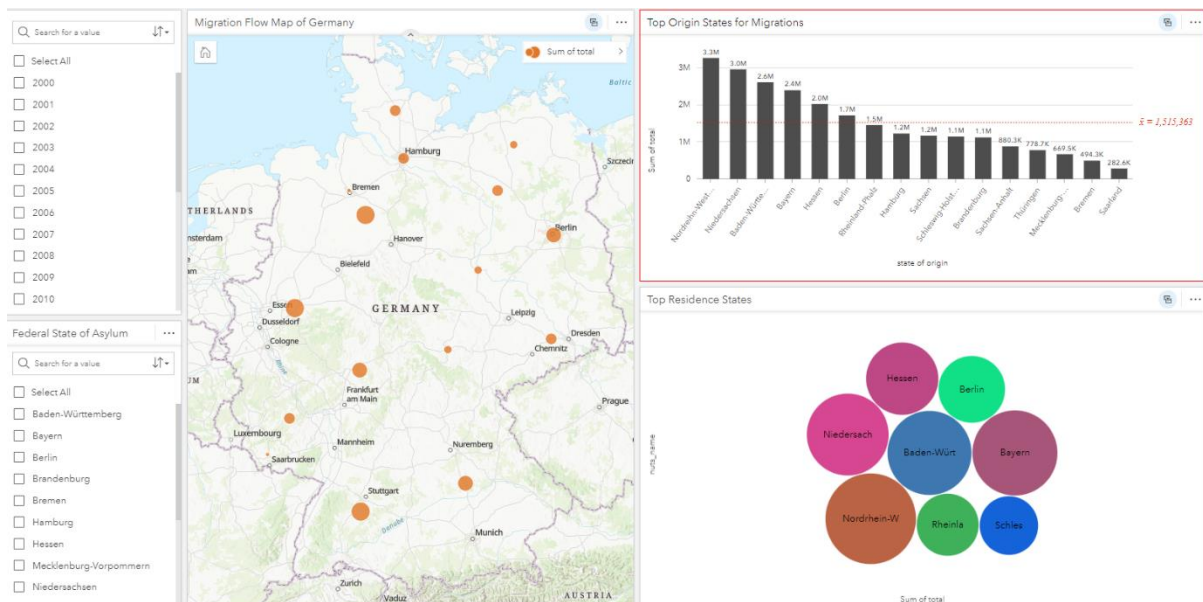 Search for a value
Select All
2000
2001
2002
2003
2004
2005
2006
2007
2008
2009
2010
Federal State of Asylum
Search for a value
Select All
Baden-Württemberg
Bayern
Berlin
Brandenburg
Bremen
Hamburg
Hessen
Mecklenburg-Vorpommern
Niedersachsen
Migration Flow Map of Germany
Sum of total
Baltic
Hamburg
Szczecin
Bremen
THERLANDS
msterdam
Berlin
Hanover
Bielefeld
Essen
GERMANY
Leipzig
Dusseldorf
Dresden
Cologne
Chemnitz
Frankfurt
am Main
Prague
Luxembourg
Mannheim
Nuremberg
Saarbrucken
Stuttgart
Danube
Munich
Zurich
Vaduz
AUSTRIA
Top Origin States for Migrations
3.3M
3.0M
2.6M
2.4M
2.0M
1.7M
1.5M
1.2M
1.2M
1.1M
1.1M
880.3K
778.7K
669.5K
494.3K
282.6K
3M
2M
1M
0
Sum of total
x̄ = 1,515,363
Nordrhein-West...
Niedersachsen
Baden-Württe...
Bayern
Hessen
Berlin
Rheinland-Pfalz
Hamburg
Sachsen
Schleswig-Holst...
Brandenburg
Sachsen-Anhalt
Thüringen
Mecklenburg-...
Bremen
Saarland
state of origin
Top Residence States
nuts_name
Hessen
Berlin
Niedersach
Baden-Würt
Bayern
Nordrhein-W
Rheinla
Schles
Sum of total